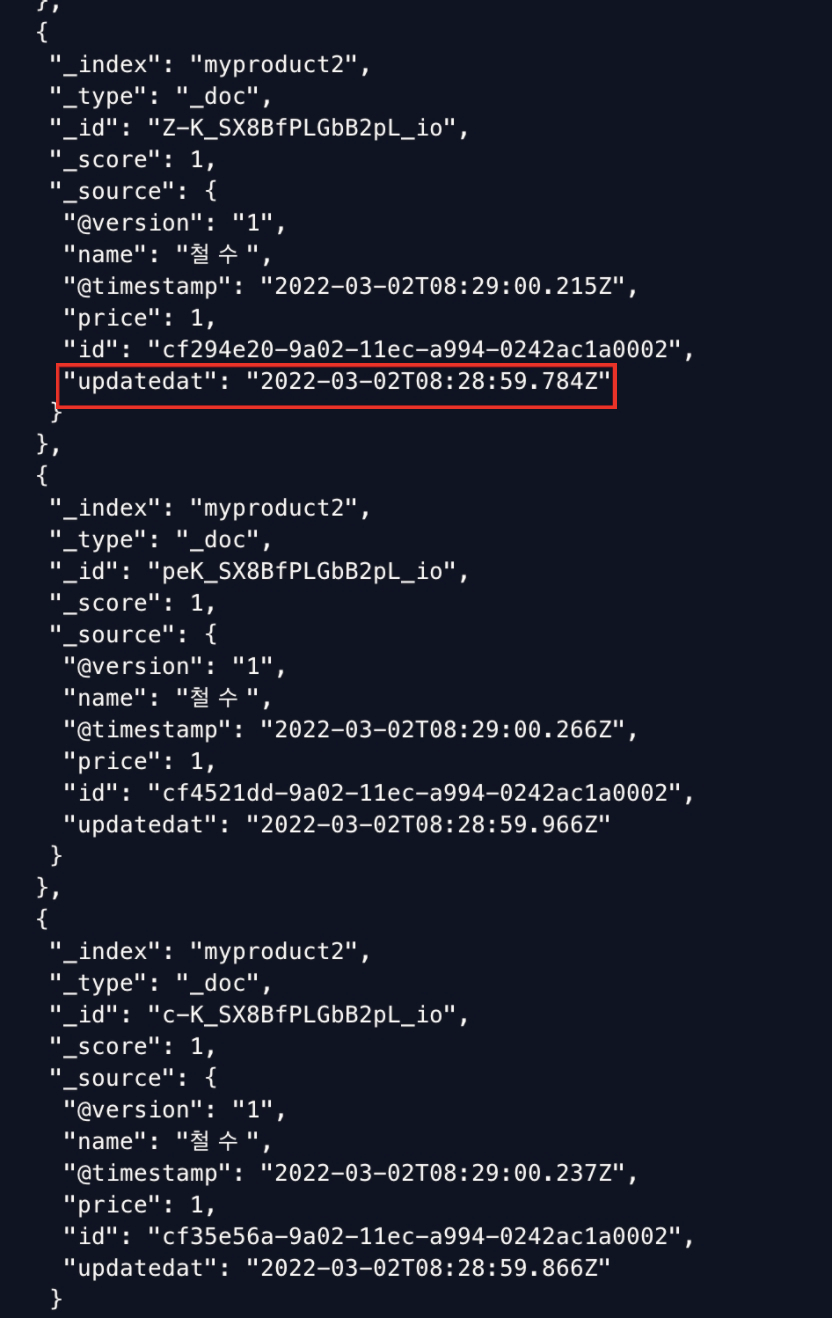 },
{
"_index": "myproduct2",
"_type": "_doc",
"_id": "Z-K_SX8BfPLGbB2pL_io",
"_score": 1,
"_source": {
"@version": "1",
"name": "철수",
"@timestamp": "2022-03-02T08:29:00.215Z",
"price": 1,
"id": "cf294e20-9a02-11ec-a994-0242ac1a0002",
"updatedat": "2022-03-02T08:28:59.784Z"
}
},
{
"_index": "myproduct2",
"_type": "_doc",
"_id": "peK_SX8BfPLGbB2pL_io",
"_score": 1,
"_source": {
"@version": "1",
"name": "철수",
"@timestamp": "2022-03-02T08:29:00.266Z",
"price": 1,
"id": "cf4521dd-9a02-11ec-a994-0242ac1a0002",
"updatedat": "2022-03-02T08:28:59.966Z"
}
},
{
"_index": "myproduct2",
"_type": "_doc",
"_id": "c-K_SX8BfPLGbB2pL_io",
"_score": 1,
"_source": {
"@version": "1",
"name": "철수",
"@timestamp": "2022-03-02T08:29:00.237Z",
"price": 1,
"id": "cf35e56a-9a02-11ec-a994-0242ac1a0002",
"updatedat": "2022-03-02T08:28:59.866Z"
}